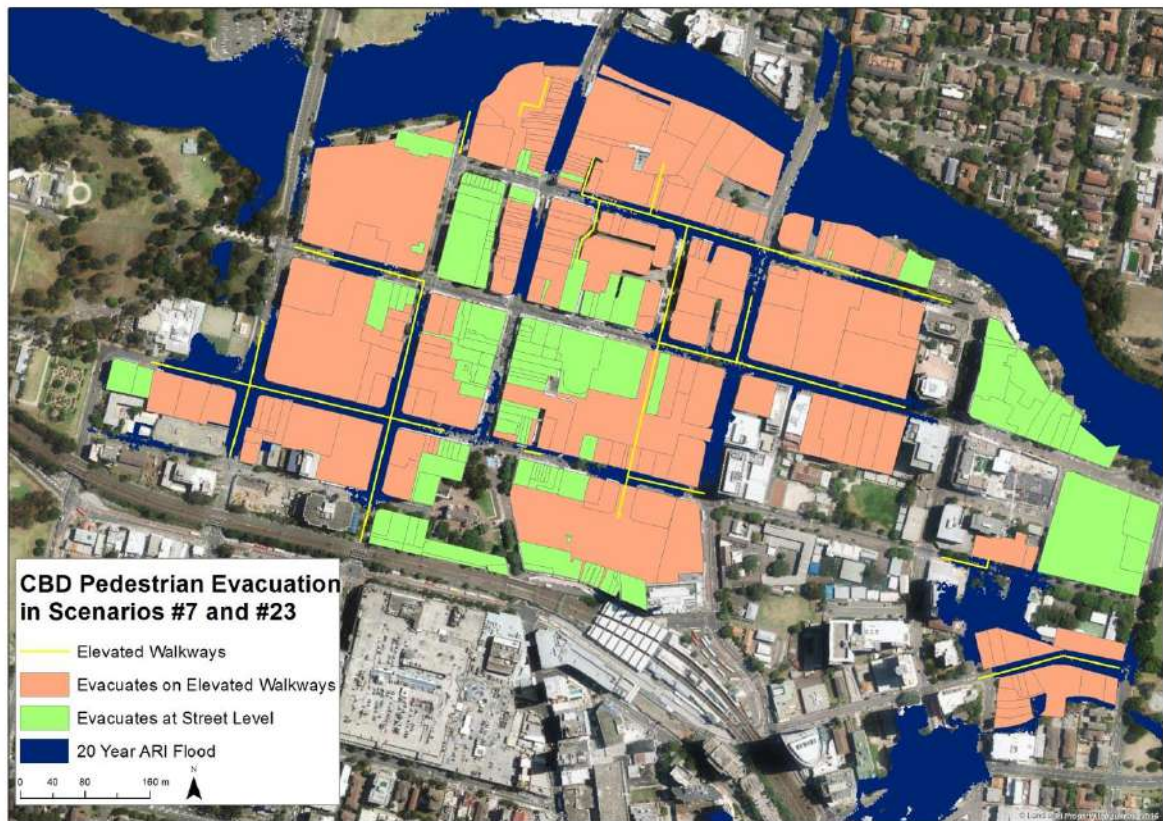 CBD Pedestrian Evacuation
in Scenarios #7 and #23
Elevated Walkways
Evacuates on Elevated Walkways
Evacuates at Street Level
20 Year ARI Flood
N
0 40 80 160 m